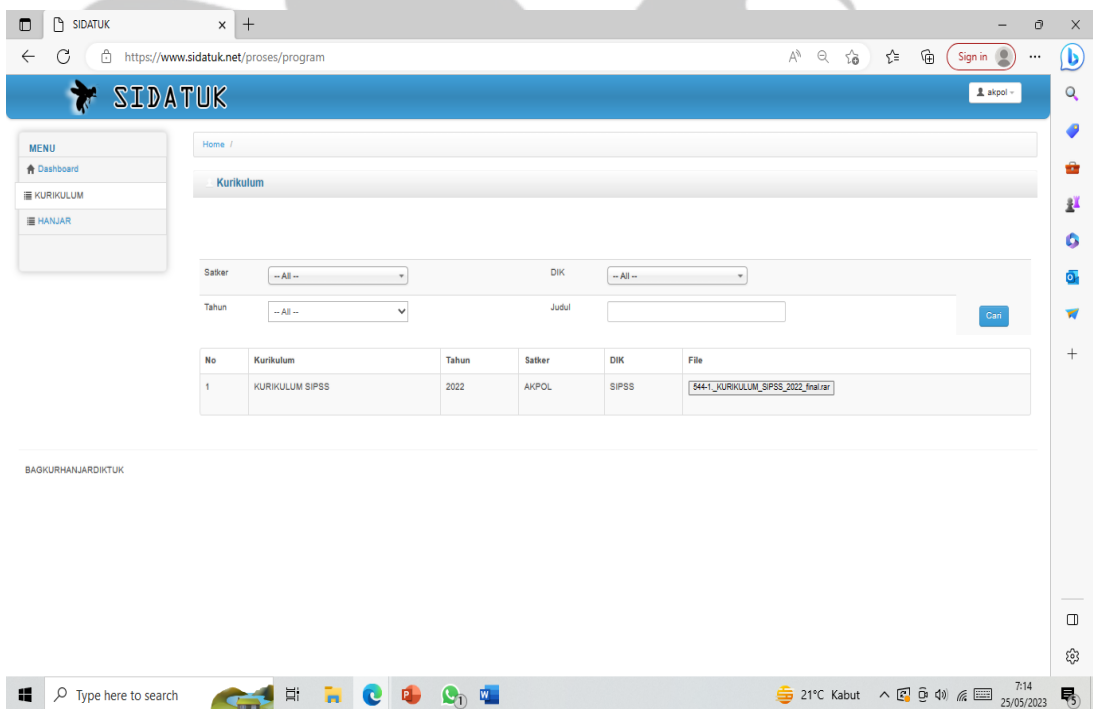 SIDATUK
https://www.sidatuk.net/proses/program
Sign in
SIDATUK
akpol
MENU
Dashboard
KURIKULUM
HANJAR
Home /
Kurikulum
Satker -- All -- DIK -- All --
Tahun -- All -- Judul
Cari
No Kurikulum Tahun Satker DIK File
1 KURIKULUM SIPSS 2022 AKPOL SIPSS 544-1._KURIKULUM_SIPSS_2022_final.rar
BAGKURHANJARDIKTUK
Type here to search
21°C Kabut
7:14
25/05/2023